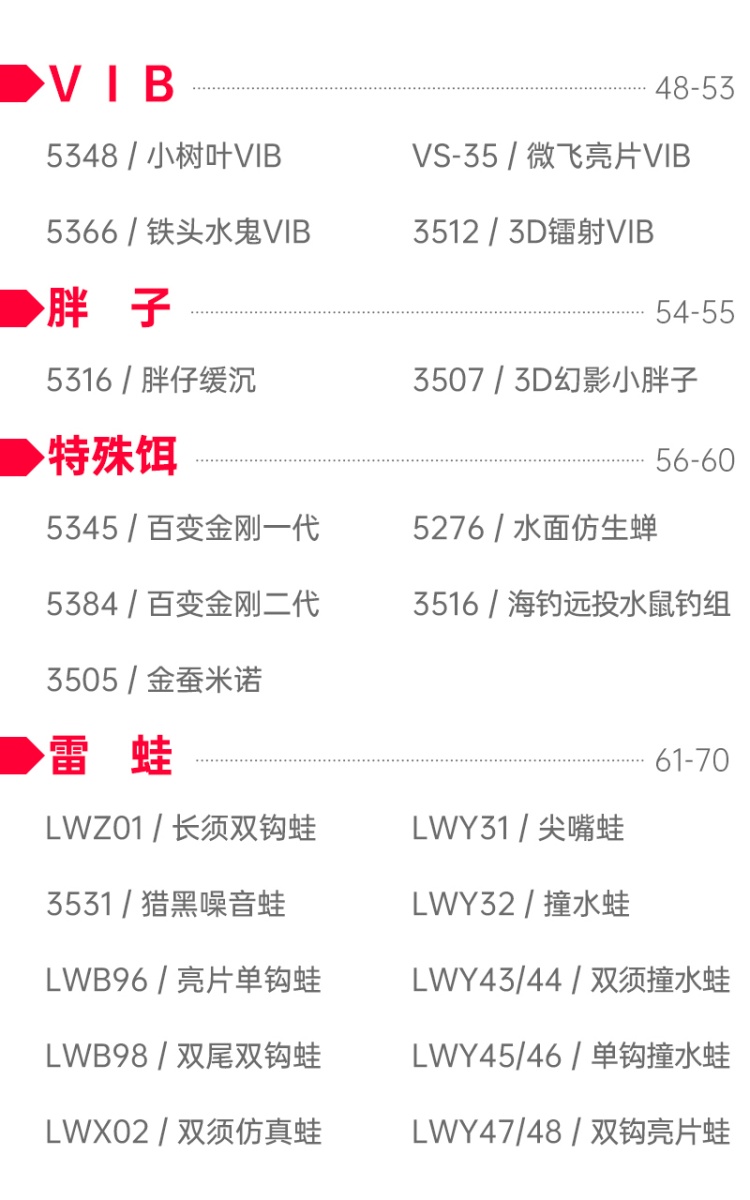 VIB 48-53
5348 / 小树叶VIB VS-35 / 微飞亮片VIB
5366 / 铁头水鬼VIB 3512 / 3D镭射VIB
胖 子 54-55
5316 / 胖仔缓沉 3507 / 3D幻影小胖子
特殊饵 56-60
5345 / 百变金刚一代 5276 / 水面仿生蝉
5384 / 百变金刚二代 3516 / 海钓远投水鼠钓组
3505 / 金蚕米诺
雷 蛙 61-70
LWZ01 / 长须双钩蛙 LWY31 / 尖嘴蛙
3531 / 猎黑噪音蛙 LWY32 / 撞水蛙
LWB96 / 亮片单钩蛙 LWY43/44 / 双须撞水蛙
LWB98 / 双尾双钩蛙 LWY45/46 / 单钩撞水蛙
LWX02 / 双须仿真蛙 LWY47/48 / 双钩亮片蛙